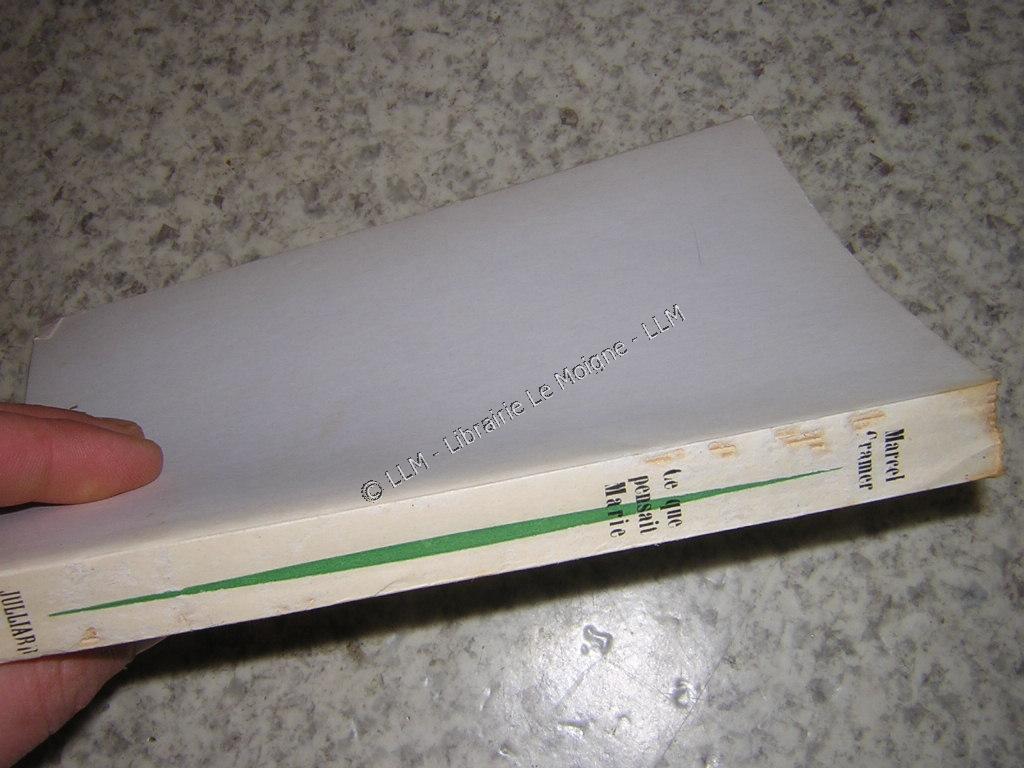 Marcel
Cramer
Ce que
pensait
Marie
JULLIARD
© LLM - Librairie Le Moigne - LLM